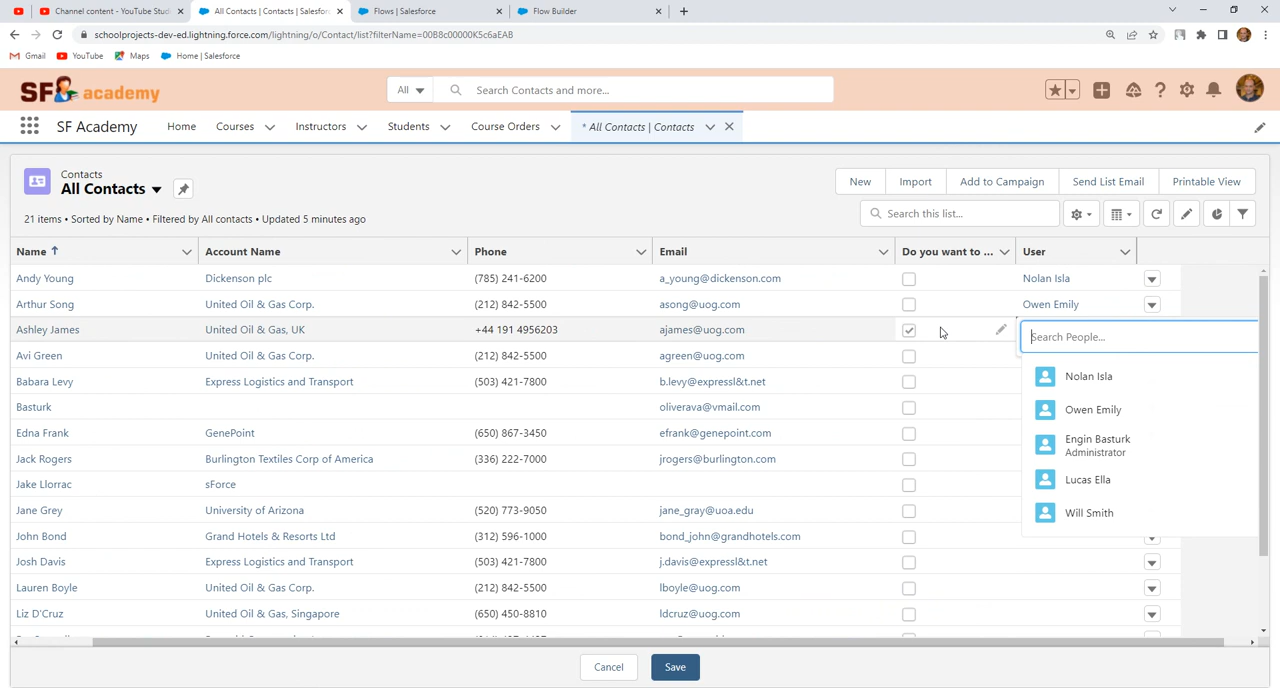 Channel content - YouTube Stud
All Contacts | Contacts | Salesfor
Flows | Salesforce
Flow Builder
schoolprojects-dev-ed.lightning.force.com/lightning/o/Contact/list?filterName=00B8c00000K5c6aEAB
Gmail YouTube Maps Home | Salesforce
SF academy
All Search Contacts and more...
SF Academy Home Courses Instructors Students Course Orders * All Contacts | Contacts
Contacts
All Contacts
New Import Add to Campaign Send List Email Printable View
21 items • Sorted by Name • Filtered by All contacts • Updated 5 minutes ago
Search this list...
Name Account Name Phone Email Do you want to ... User
Andy Young Dickenson plc (785) 241-6200 a_young@dickenson.com Nolan Isla
Arthur Song United Oil & Gas Corp. (212) 842-5500 asong@uog.com Owen Emily
Ashley James United Oil & Gas, UK +44 191 4956203 ajames@uog.com Search People...
Avi Green United Oil & Gas Corp. (212) 842-5500 agreen@uog.com
Nolan Isla
Babara Levy Express Logistics and Transport (503) 421-7800 b.levy@expressl&t.net
Basturk oliverava@vmail.com Owen Emily
Edna Frank GenePoint (650) 867-3450 efrank@genepoint.com Engin Basturk
Administrator
Jack Rogers Burlington Textiles Corp of America (336) 222-7000 jrogers@burlington.com
Jake Llorrac sForce Lucas Ella
Jane Grey University of Arizona (520) 773-9050 jane_gray@uoa.edu Will Smith
John Bond Grand Hotels & Resorts Ltd (312) 596-1000 bond_john@grandhotels.com
Josh Davis Express Logistics and Transport (503) 421-7800 j.davis@expressl&t.net
Lauren Boyle United Oil & Gas Corp. (212) 842-5500 lboyle@uog.com
Liz D'Cruz United Oil & Gas, Singapore (650) 450-8810 ldcruz@uog.com
Cancel Save